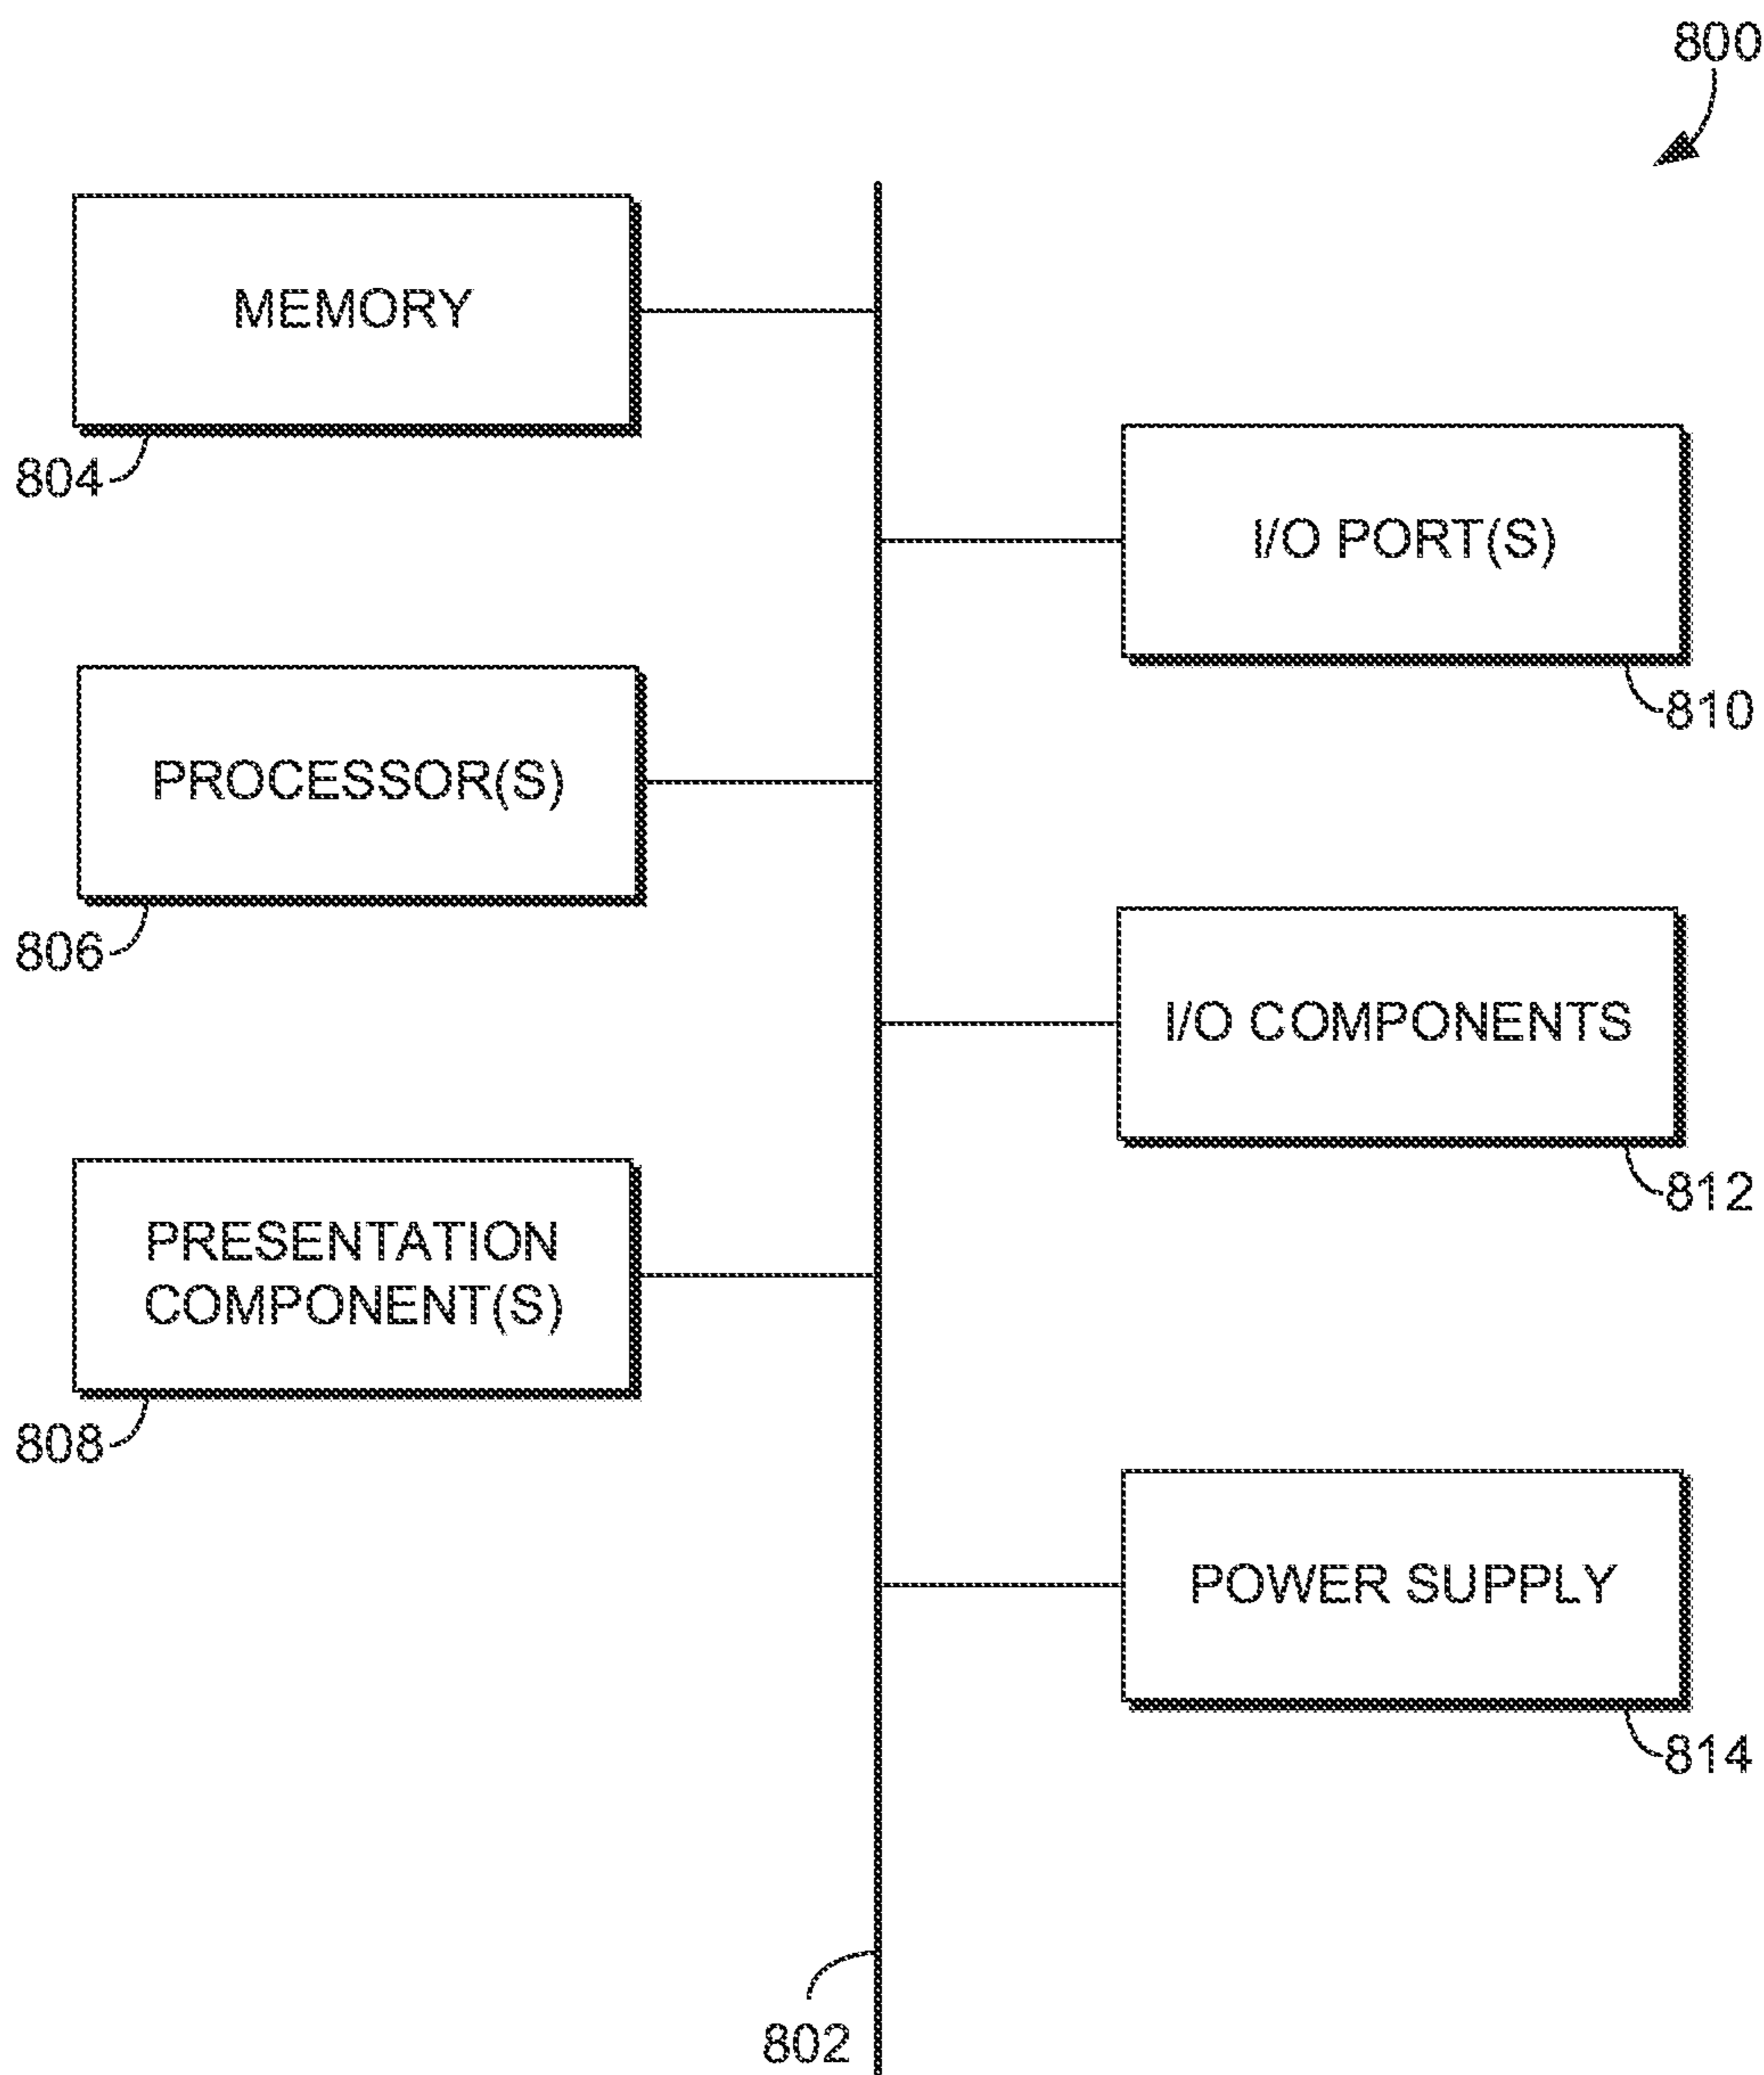 800
MEMORY
804
I/O PORT(S)
810
PROCESSOR(S)
806
I/O COMPONENTS
812
PRESENTATION
COMPONENT(S)
808
POWER SUPPLY
814
802